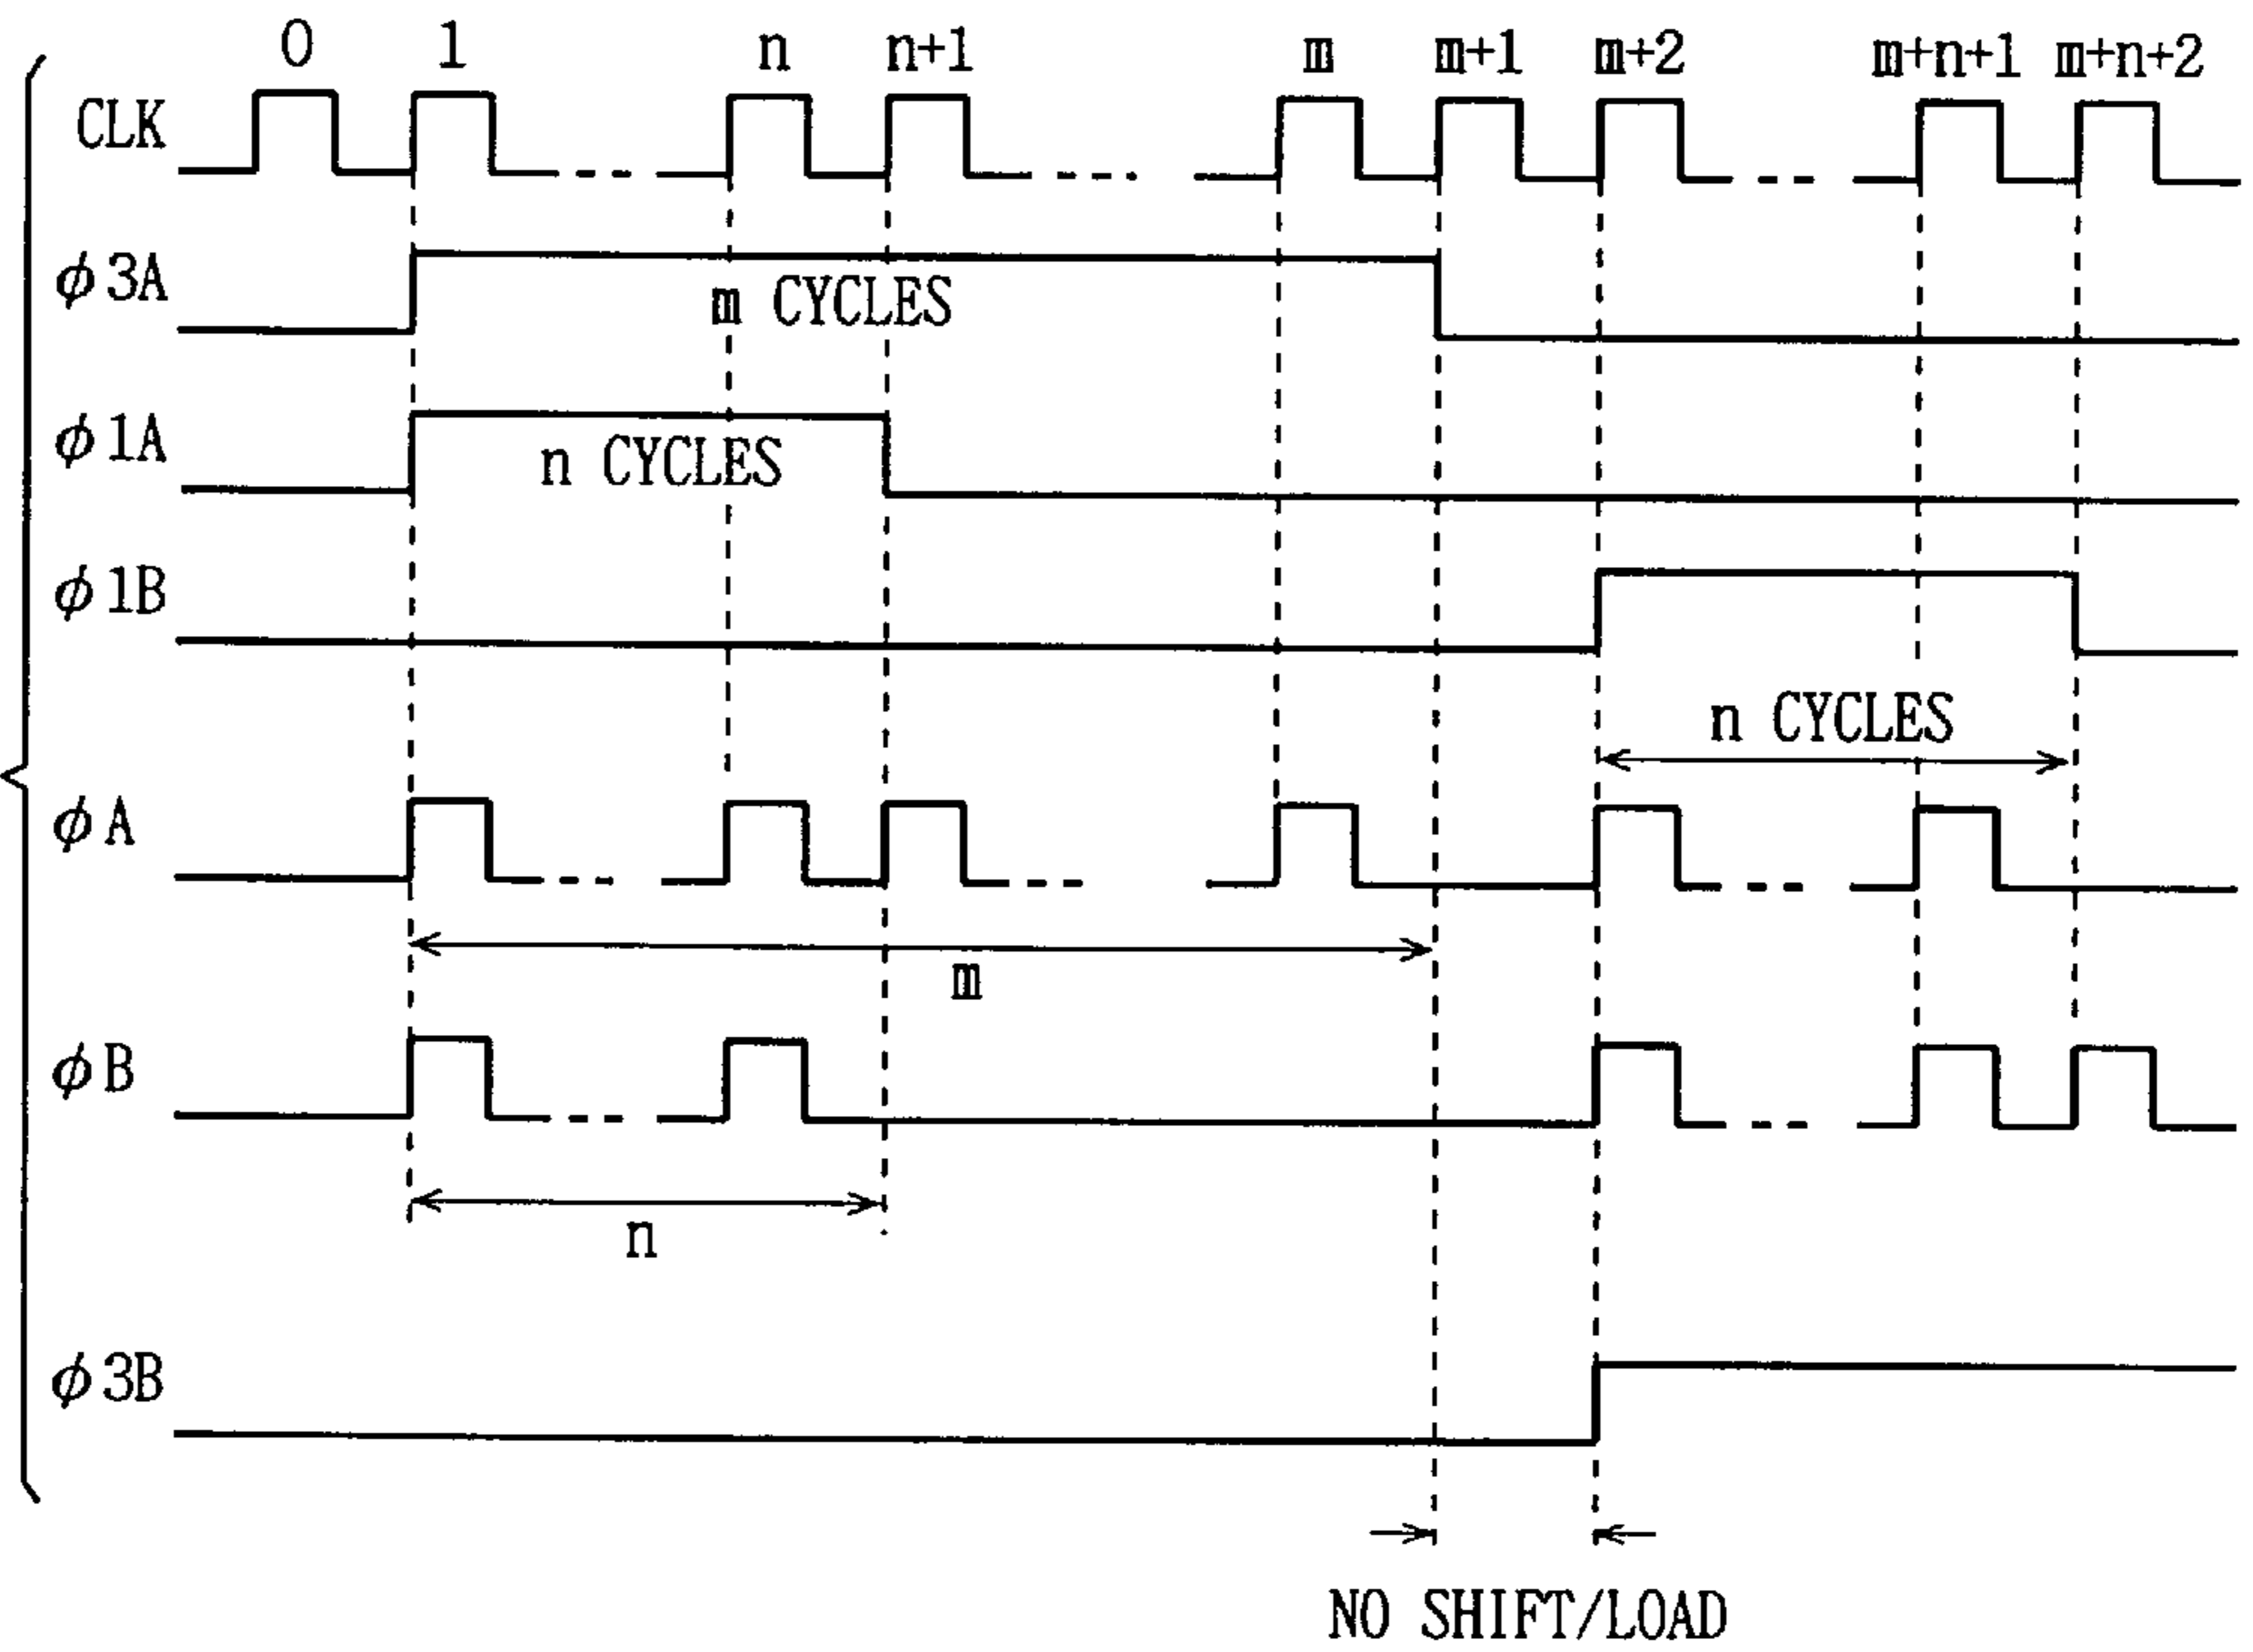 0 1 n n+1 m m+1 m+2 m+n+1 m+n+2
CLK
φ3A
m CYCLES
φ1A
n CYCLES
φ1B
n CYCLES
φA
m
φB
n
φ3B
NO SHIFT/LOAD